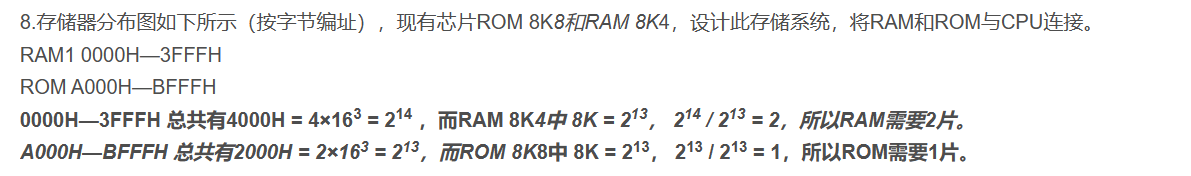 8.存储器分布图如下所示（按字节编址），现有芯片ROM 8K8和RAM 8K4，设计此存储系统，将RAM和ROM与CPU连接。
RAM1 0000H—3FFFH
ROM A000H—BFFFH
0000H—3FFFH 总共有4000H = 4×16³ = 2¹⁴ ，而RAM 8K4中 8K = 2¹³， 2¹⁴ / 2¹³ = 2，所以RAM需要2片。
A000H—BFFFH 总共有2000H = 2×16³ = 2¹³，而ROM 8K8中 8K = 2¹³， 2¹³ / 2¹³ = 1，所以ROM需要1片。